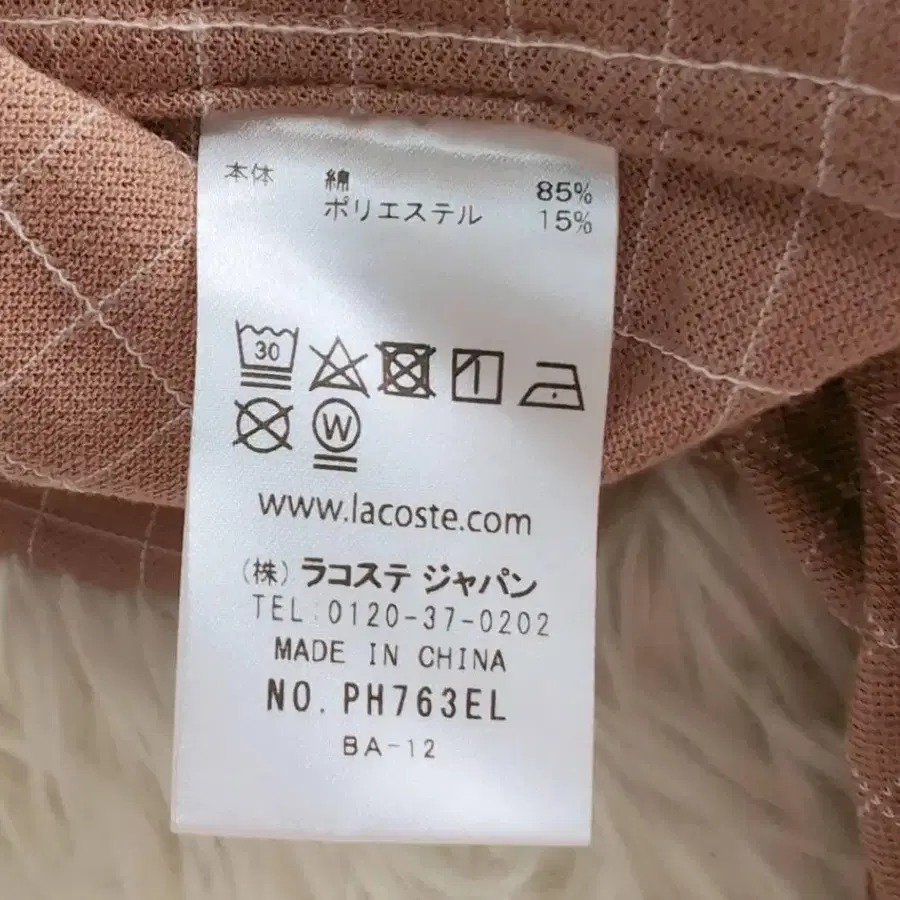 本体 綿 85%
ポリエステル 15%
30
W
www.lacoste.com
(株) ラコステ ジャパン
TEL:0120-37-0202
MADE IN CHINA
NO. PH763EL
BA-12